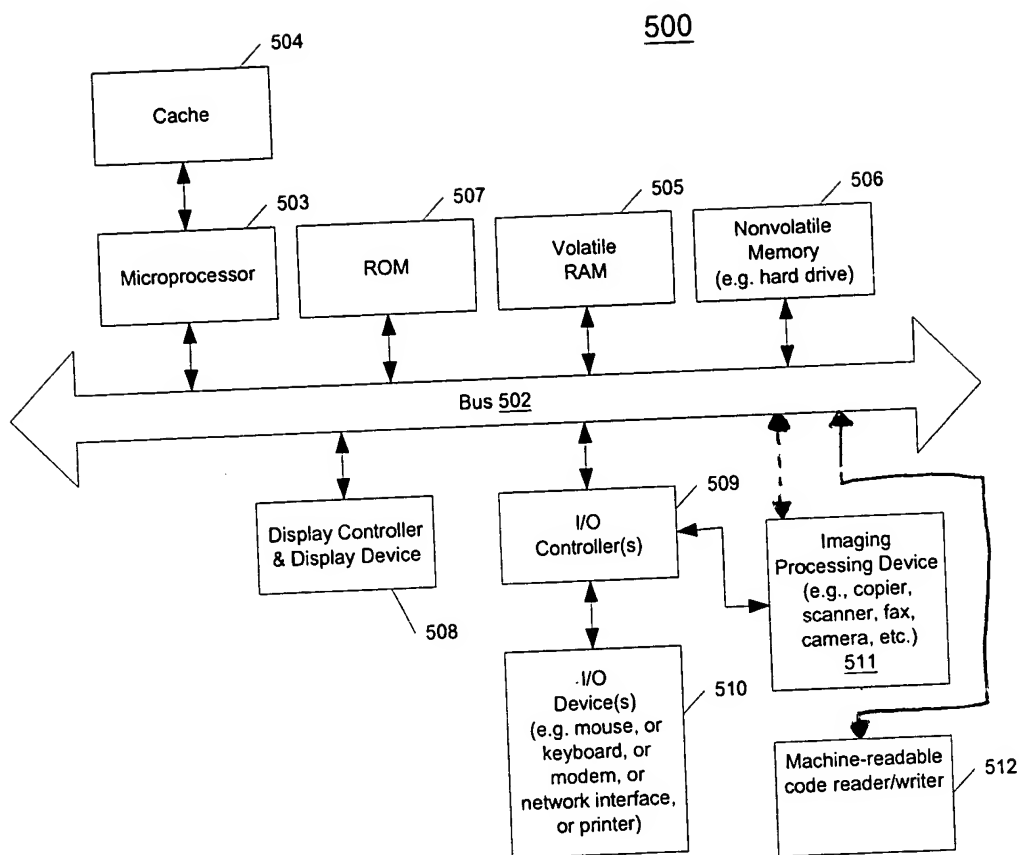 500
504
Cache
503
507
505
506
Microprocessor
ROM
Volatile
RAM
Nonvolatile
Memory
(e.g. hard drive)
Bus 502
509
Display Controller
& Display Device
508
I/O
Controller(s)
Imaging
Processing Device
(e.g., copier,
scanner, fax,
camera, etc.)
511
I/O
Device(s)
(e.g. mouse, or
keyboard, or
modem, or
network interface,
or printer)
510
Machine-readable
code reader/writer
512